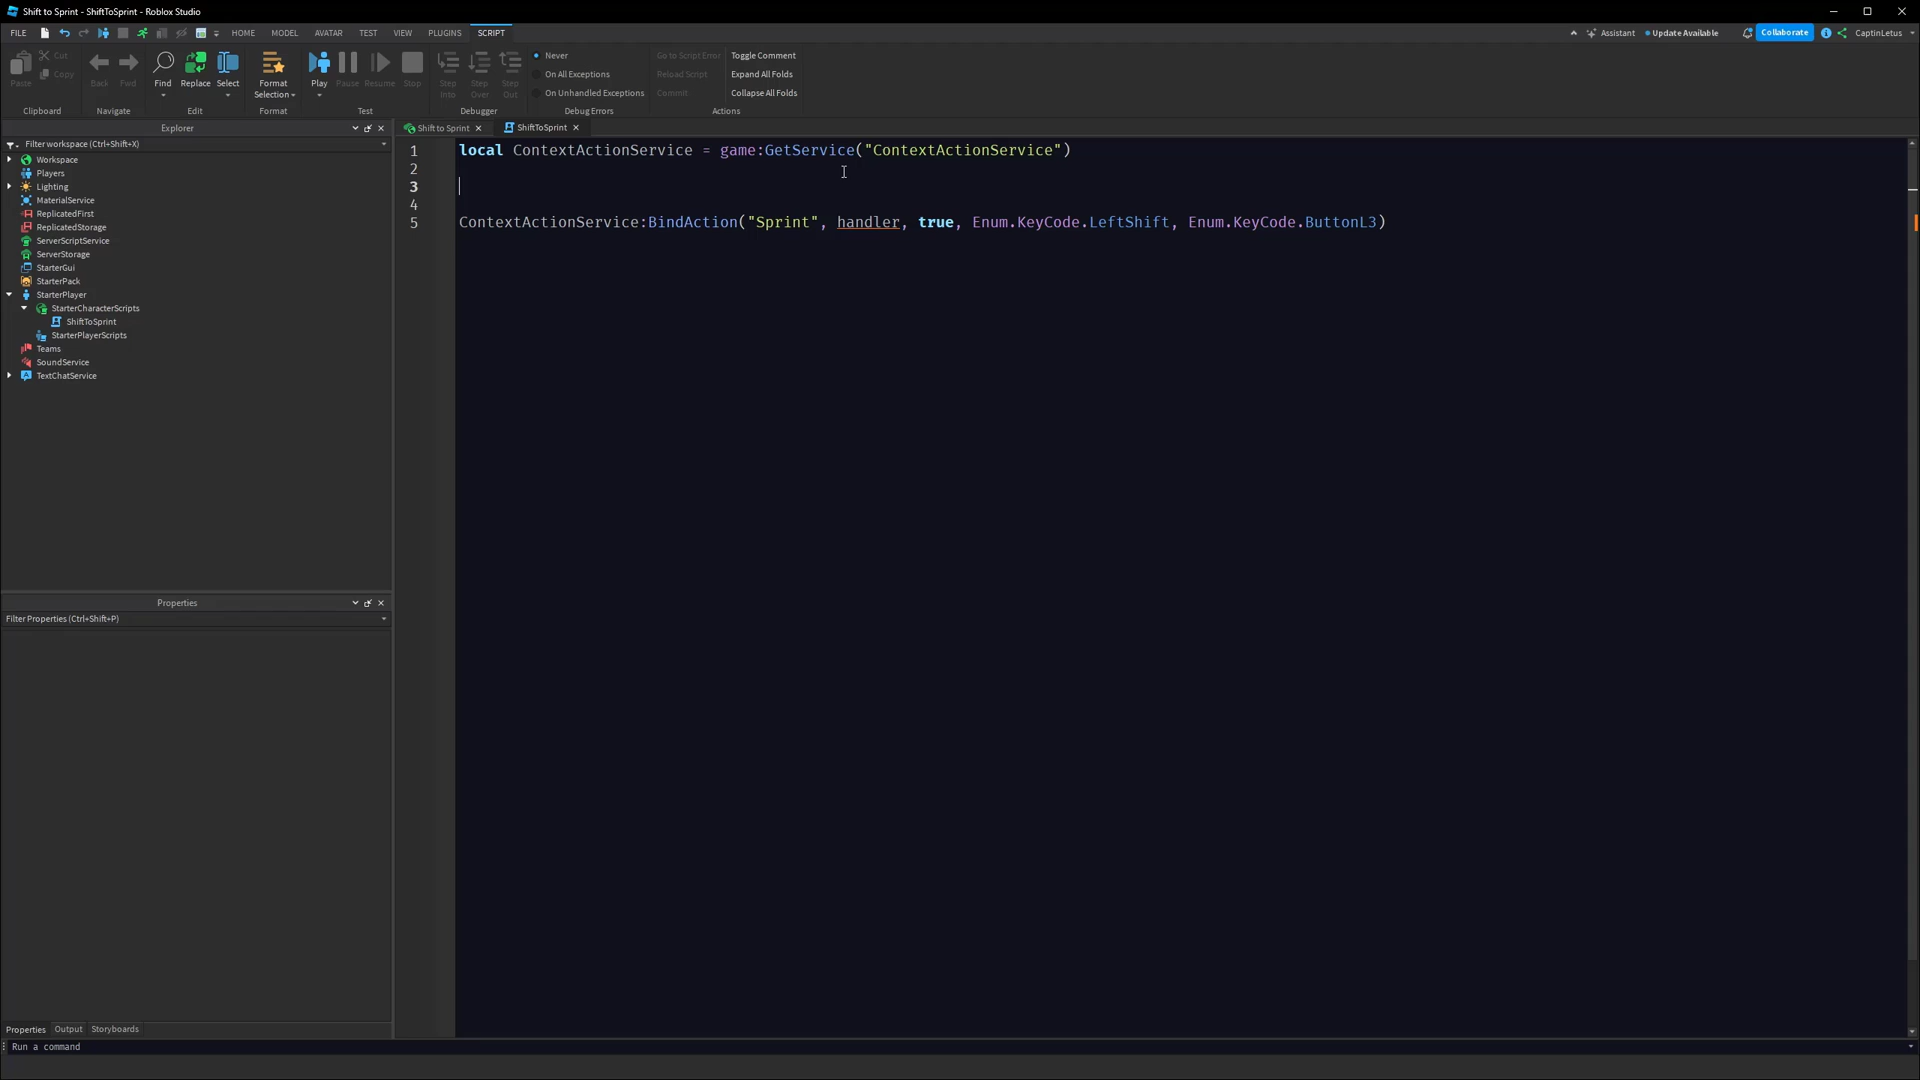 Shift to Sprint - ShiftToSprint - Roblox Studio
FILE HOME MODEL AVATAR TEST VIEW PLUGINS SCRIPT Assistant Update Available Collaborate CaptinLetus
Paste Cut Copy
Clipboard
Back Fwd
Navigate
Find Replace Select
Edit
Format Selection
Format
Play Pause Resume Stop
Test
Step Into Step Over Step Out
Debugger
Never
On All Exceptions
On Unhandled Exceptions
Debug Errors
Go to Script Error
Reload Script
Commit
Toggle Comment
Expand All Folds
Collapse All Folds
Actions
Explorer
Filter workspace (Ctrl+Shift+X)
Workspace
Players
Lighting
MaterialService
ReplicatedFirst
ReplicatedStorage
ServerScriptService
ServerStorage
StarterGui
StarterPack
StarterPlayer
StarterCharacterScripts
ShiftToSprint
StarterPlayerScripts
Teams
SoundService
TextChatService
Properties
Filter Properties (Ctrl+Shift+P)
Properties Output Storyboards
Run a command
Shift to Sprint ShiftToSprint
1 local ContextActionService = game:GetService("ContextActionService")
2
3
4
5 ContextActionService:BindAction("Sprint", handler, true, Enum.KeyCode.LeftShift, Enum.KeyCode.ButtonL3)